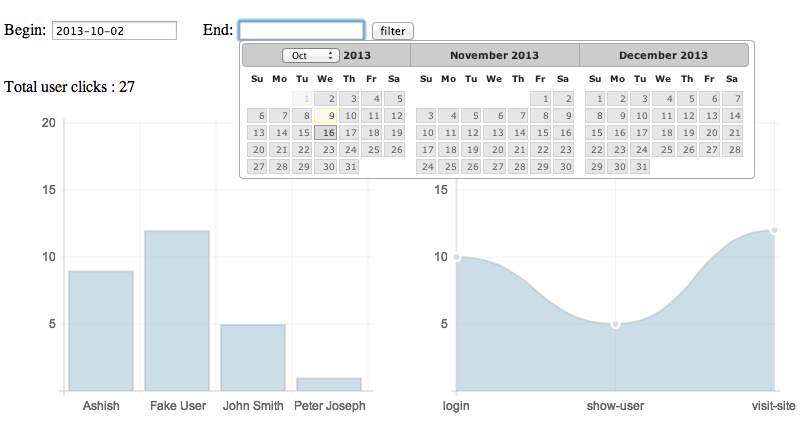 Begin: 2013-10-02 End: filter
Oct 2013 November 2013 December 2013
Su Mo Tu We Th Fr Sa Su Mo Tu We Th Fr Sa Su Mo Tu We Th Fr Sa
1 2 3 4 5 1 2 1 2 3 4 5 6 7
6 7 8 9 10 11 12 3 4 5 6 7 8 9 8 9 10 11 12 13 14
13 14 15 16 17 18 19 10 11 12 13 14 15 16 15 16 17 18 19 20 21
20 21 22 23 24 25 26 17 18 19 20 21 22 23 22 23 24 25 26 27 28
27 28 29 30 31 24 25 26 27 28 29 30 29 30 31
Total user clicks : 27
20
15
10
5
Ashish Fake User John Smith Peter Joseph
15
10
5
login show-user visit-site